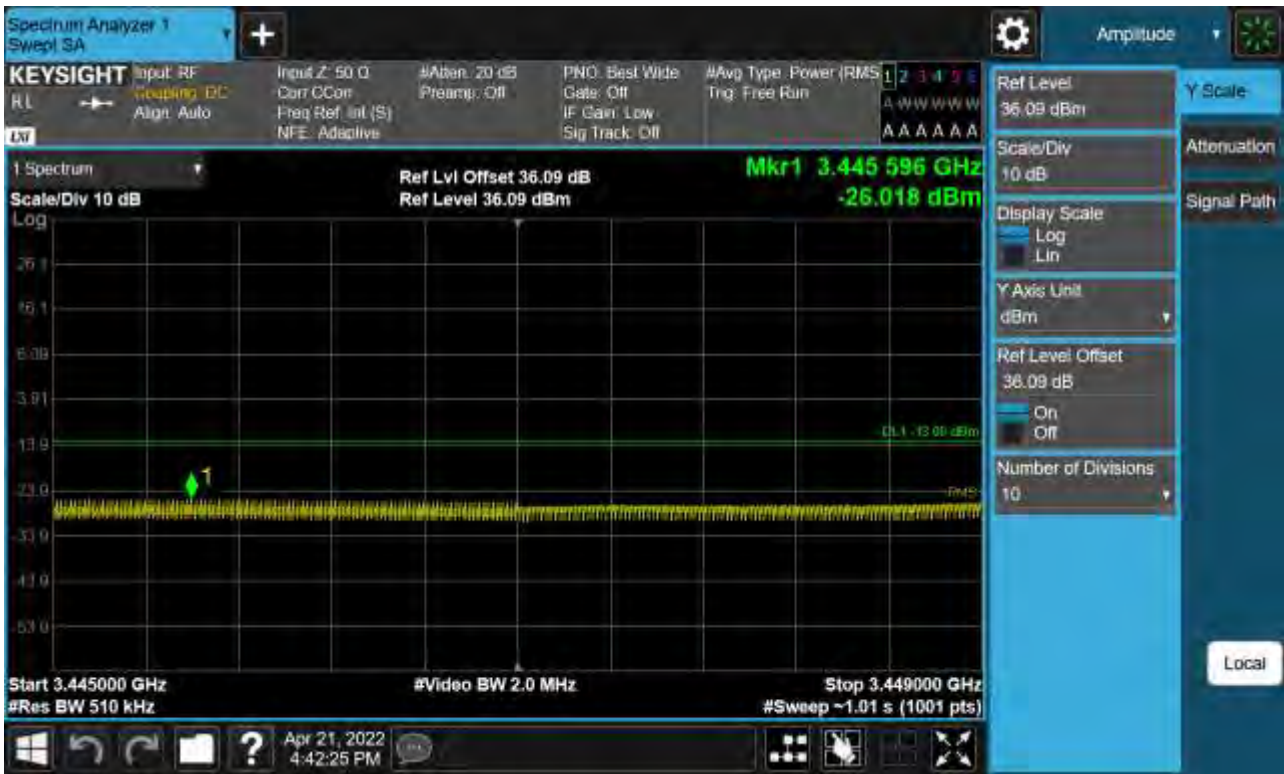 Spectrum Analyzer 1
Swept SA
Amplitude
KEYSIGHT
Input: RF
Coupling: DC
Align: Auto
Input Z: 50 Ω
Corr CCorr
Freq Ref: Int (S)
NFE: Adaptive
#Atten: 20 dB
Preamp: Off
PNO: Best Wide
Gate: Off
IF Gain: Low
Sig Track: Off
#Avg Type: Power (RMS
Trig: Free Run
1 2 3 4 5 6
A W W W W W
A A A A A A
R L
LXI
1 Spectrum
Scale/Div 10 dB
Log
Ref Lvl Offset 36.09 dB
Ref Level 36.09 dBm
Mkr1 3.445 596 GHz
-26.018 dBm
26.1
16.1
6.09
-3.91
-13.9
-23.9
-33.9
-43.9
-53.9
DL1 -13.00 dBm
1
RMS
Start 3.445000 GHz
#Res BW 510 kHz
#Video BW 2.0 MHz
Stop 3.449000 GHz
#Sweep ~1.01 s (1001 pts)
Ref Level
36.09 dBm
Scale/Div
10 dB
Display Scale
Log
Lin
Y Axis Unit
dBm
Ref Level Offset
36.09 dB
On
Off
Number of Divisions
10
Y Scale
Attenuation
Signal Path
Local
?
Apr 21, 2022
4:42:25 PM